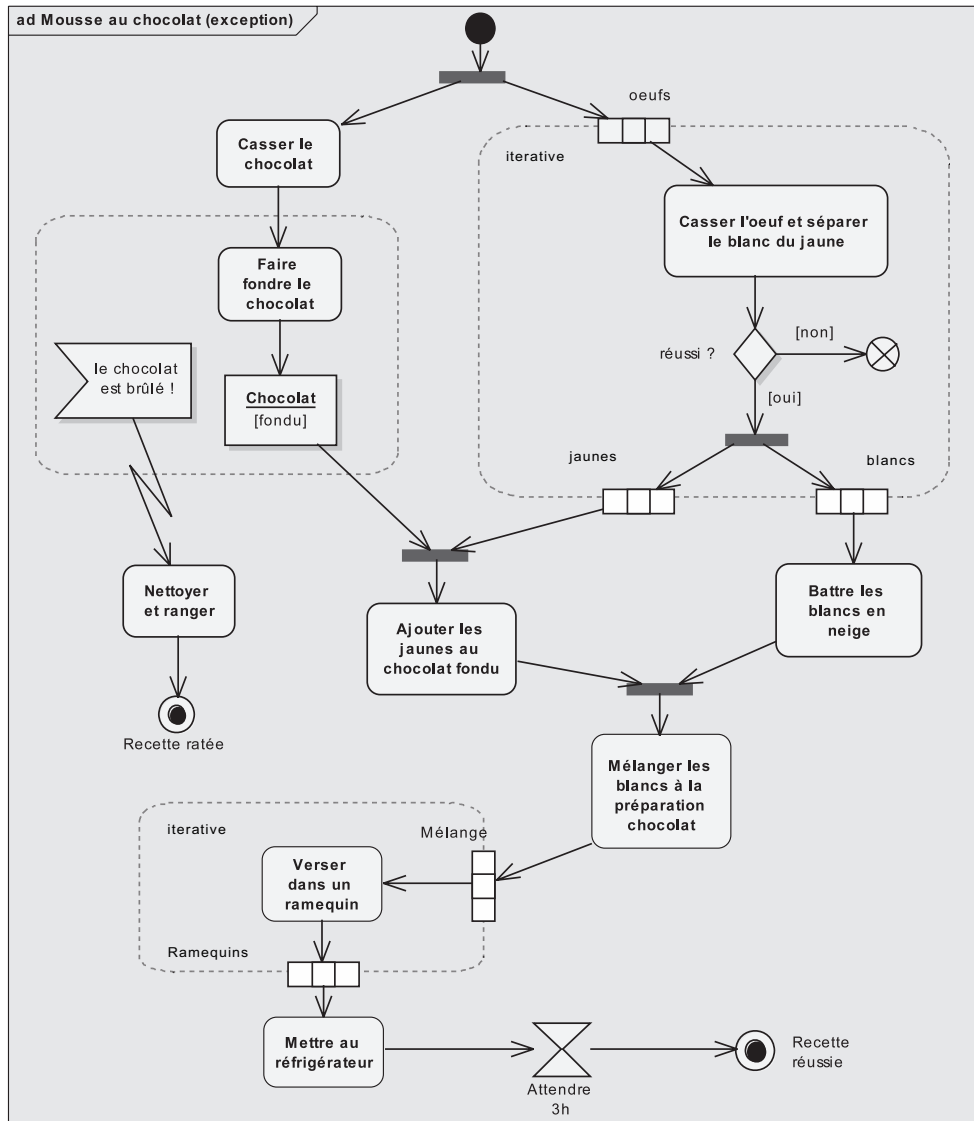 ad Mousse au chocolat (exception)
oeufs
Casser le
chocolat
iterative
Casser l'oeuf et séparer
le blanc du jaune
Faire
fondre le
chocolat
réussi ?
[non]
le chocolat
est brûlé !
Chocolat
[fondu]
[oui]
jaunes
blancs
Nettoyer
et ranger
Ajouter les
jaunes au
chocolat fondu
Battre les
blancs en
neige
Recette ratée
Mélanger les
blancs à la
préparation
chocolat
iterative
Mélange
Verser
dans un
ramequin
Ramequins
Mettre au
réfrigérateur
Attendre
3h
Recette
réussie